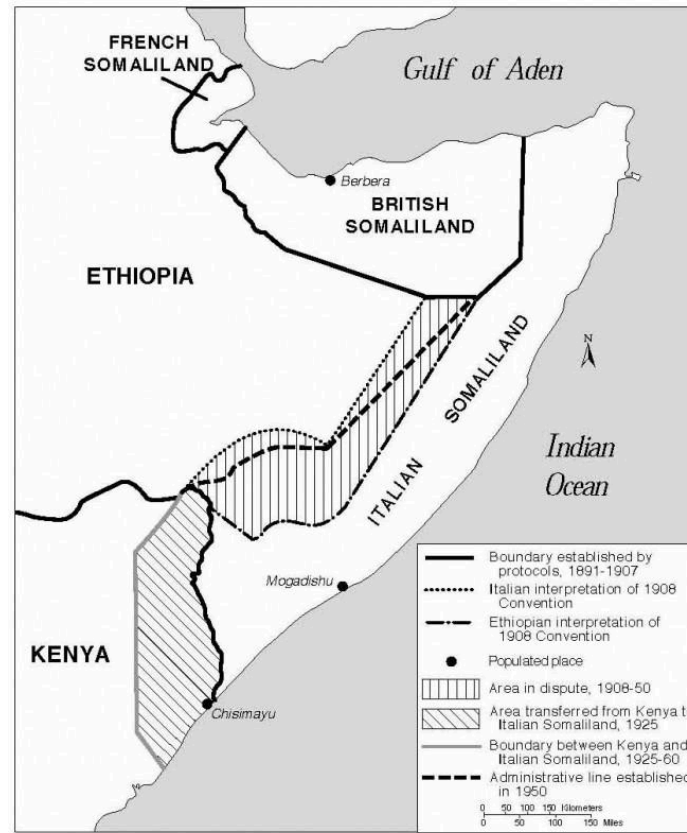 FRENCH
SOMALILAND
Gulf of Aden
Berbera
BRITISH
SOMALILAND
ETHIOPIA
SOMALILAND
ITALIAN
N
Indian
Ocean
Mogadishu
KENYA
Chisimayu
Boundary established by
protocols, 1891-1907
Italian interpretation of 1908
Convention
Ethiopian interpretation of
1908 Convention
Populated place
Area in dispute, 1908-50
Area transferred from Kenya t
Italian Somaliland, 1925
Boundary between Kenya and
Italian Somaliland, 1925-60
Administrative line established
in 1950
0 50 100 150 Kilometers
0 50 100 150 Miles